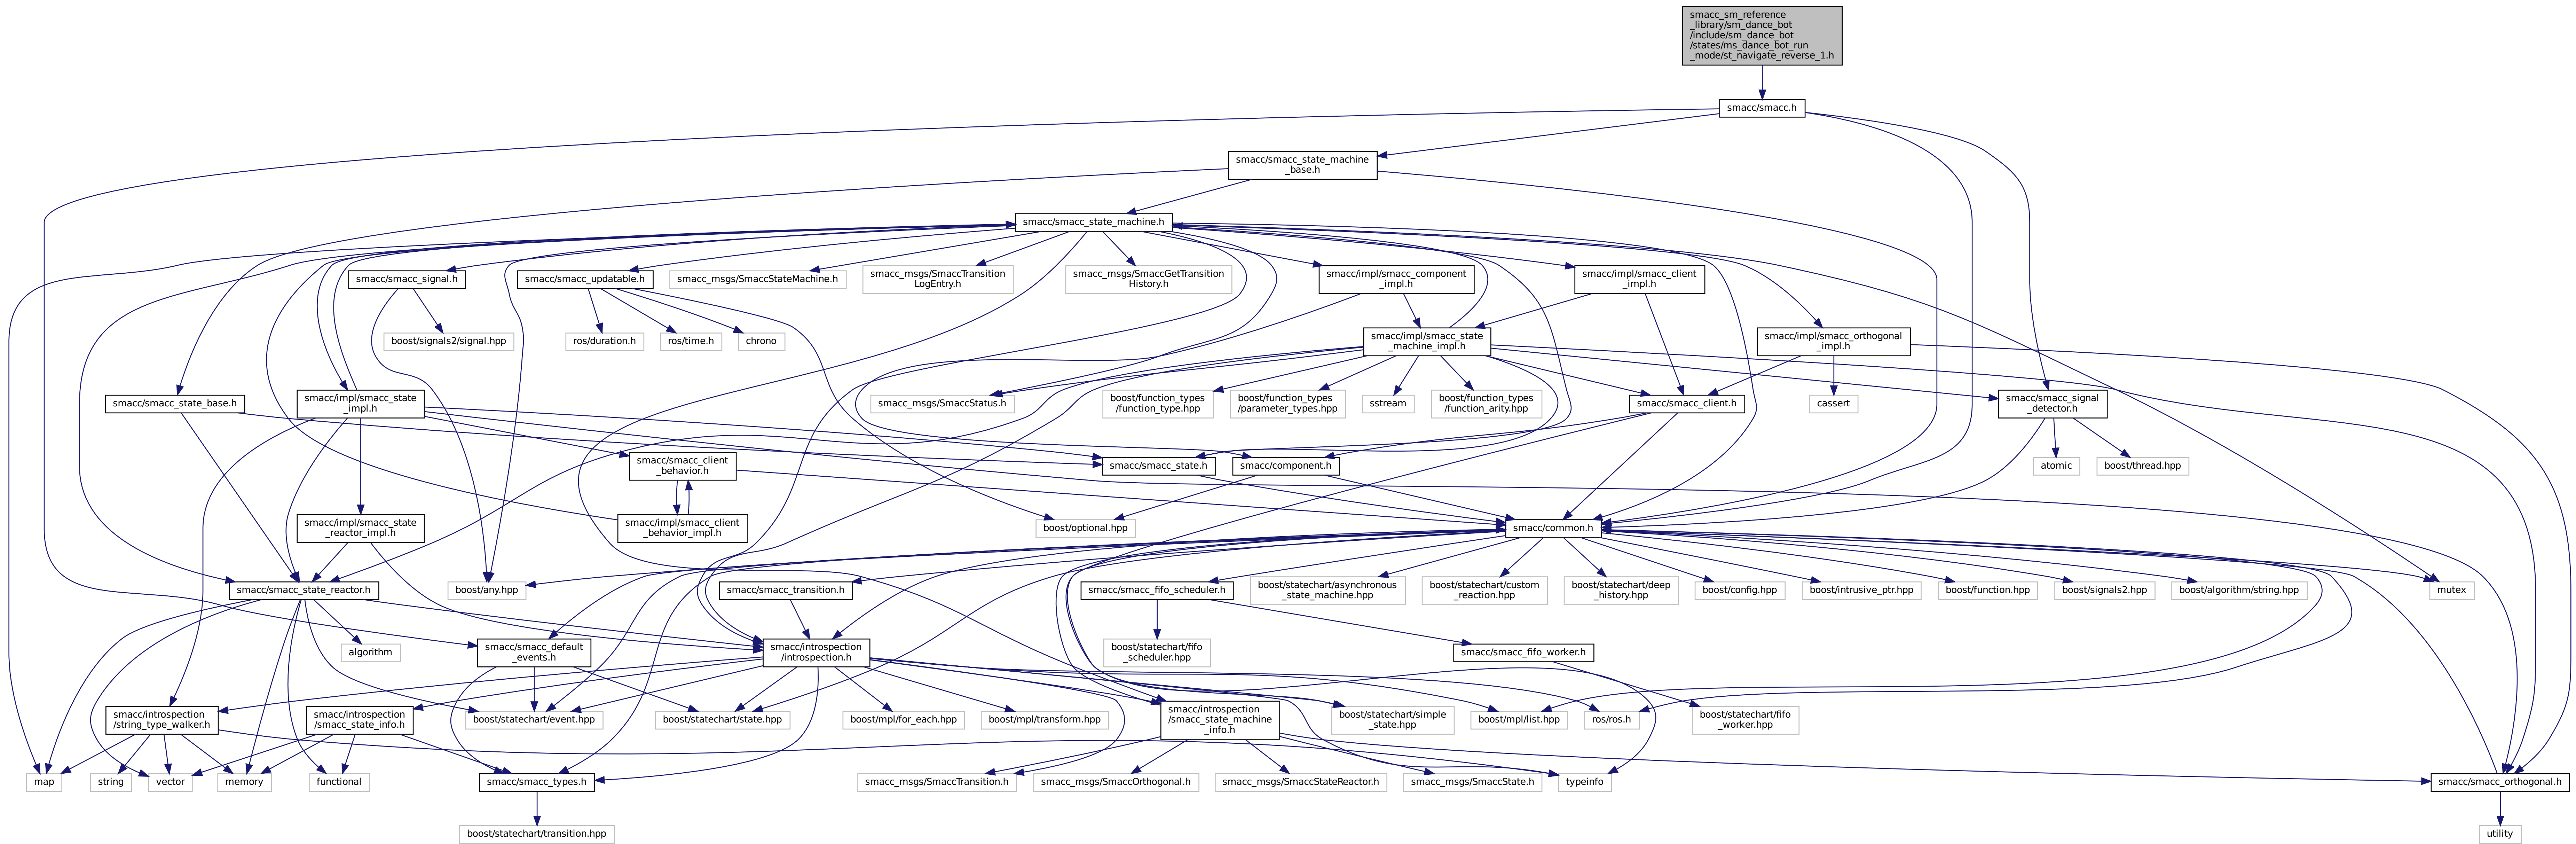 smacc_sm_reference
_library/sm_dance_bot
/include/sm_dance_bot
/states/ms_dance_bot_run
_mode/st_navigate_reverse_1.h
smacc/smacc.h
smacc/smacc_state_machine
_base.h
smacc/smacc_state_machine.h
smacc/smacc_signal.h
smacc/smacc_updatable.h
smacc_msgs/SmaccStateMachine.h
smacc_msgs/SmaccTransition
LogEntry.h
smacc_msgs/SmaccGetTransition
History.h
smacc/impl/smacc_component
_impl.h
smacc/impl/smacc_client
_impl.h
boost/signals2/signal.hpp
ros/duration.h
ros/time.h
chrono
smacc/impl/smacc_state
_machine_impl.h
smacc/impl/smacc_orthogonal
_impl.h
smacc/smacc_state_base.h
smacc/impl/smacc_state
_impl.h
smacc_msgs/SmaccStatus.h
boost/function_types
/function_type.hpp
boost/function_types
/parameter_types.hpp
sstream
boost/function_types
/function_arity.hpp
smacc/smacc_client.h
cassert
smacc/smacc_signal
_detector.h
smacc/smacc_client
_behavior.h
smacc/smacc_state.h
smacc/component.h
atomic
boost/thread.hpp
smacc/impl/smacc_state
_reactor_impl.h
smacc/impl/smacc_client
_behavior_impl.h
boost/optional.hpp
smacc/common.h
smacc/smacc_state_reactor.h
boost/any.hpp
smacc/smacc_transition.h
smacc/smacc_fifo_scheduler.h
boost/statechart/asynchronous
_state_machine.hpp
boost/statechart/custom
_reaction.hpp
boost/statechart/deep
_history.hpp
boost/config.hpp
boost/intrusive_ptr.hpp
boost/function.hpp
boost/signals2.hpp
boost/algorithm/string.hpp
mutex
algorithm
smacc/smacc_default
_events.h
smacc/introspection
/introspection.h
boost/statechart/fifo
_scheduler.hpp
smacc/smacc_fifo_worker.h
smacc/introspection
/string_type_walker.h
smacc/introspection
/smacc_state_info.h
boost/statechart/event.hpp
boost/statechart/state.hpp
boost/mpl/for_each.hpp
boost/mpl/transform.hpp
smacc/introspection
/smacc_state_machine
_info.h
boost/statechart/simple
_state.hpp
boost/mpl/list.hpp
ros/ros.h
boost/statechart/fifo
_worker.hpp
map
string
vector
memory
functional
smacc/smacc_types.h
smacc_msgs/SmaccTransition.h
smacc_msgs/SmaccOrthogonal.h
smacc_msgs/SmaccStateReactor.h
smacc_msgs/SmaccState.h
typeinfo
smacc/smacc_orthogonal.h
boost/statechart/transition.hpp
utility